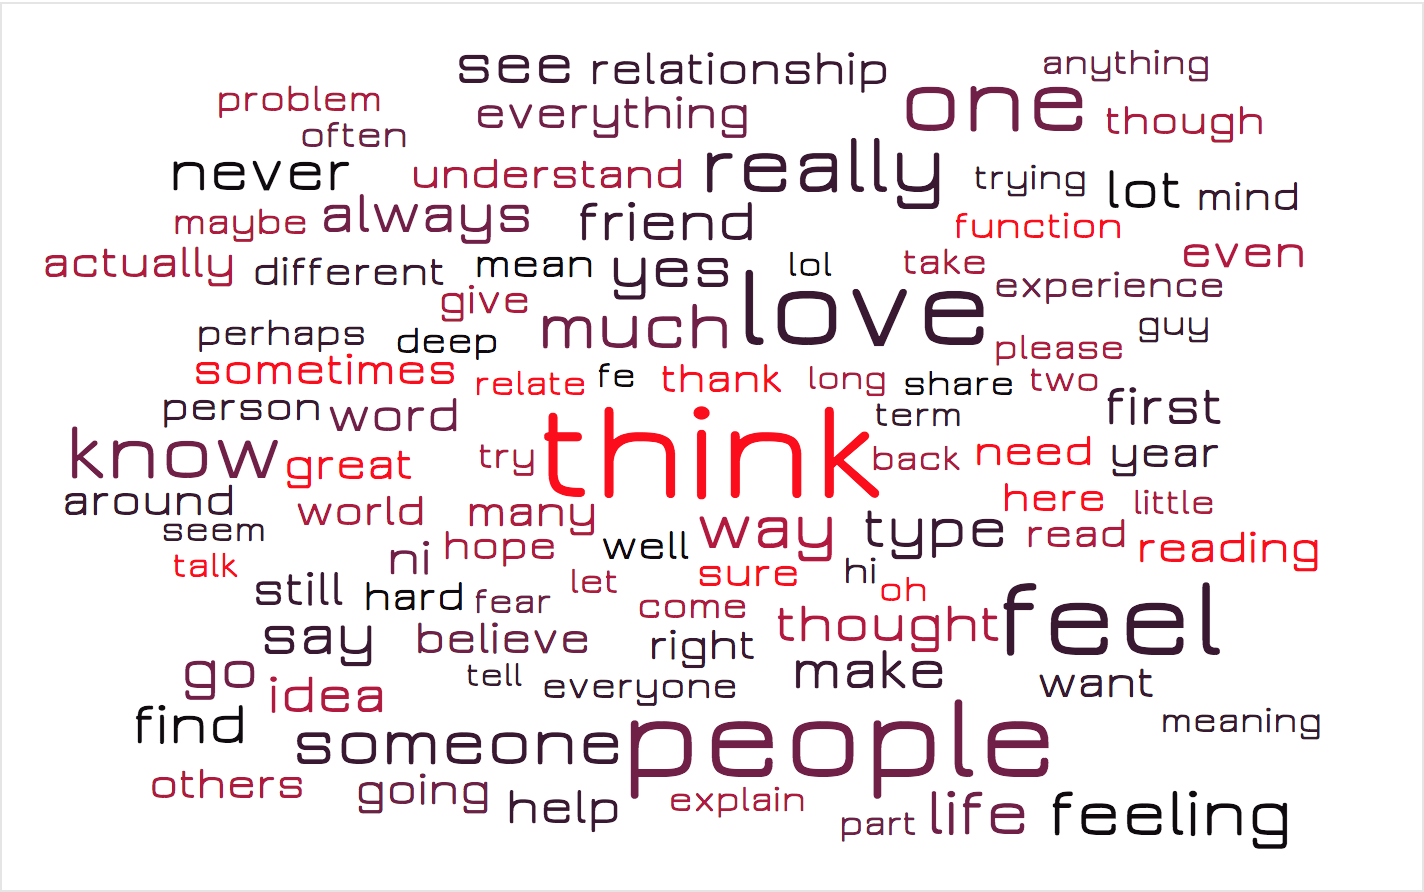 see relationship anything
problem everything one though
often
never understand really trying lot mind
maybe always friend function
actually different mean yes lol take even
give love experience
perhaps deep much please guy
sometimes relate fe thank long share two
person word think term first
know great try back need year
around world many way type here little
seem ni hope well read reading
talk let sure hi oh
still hard fear come thought feel
say believe right
go idea tell everyone make want
find someone people meaning
others going help explain part life feeling